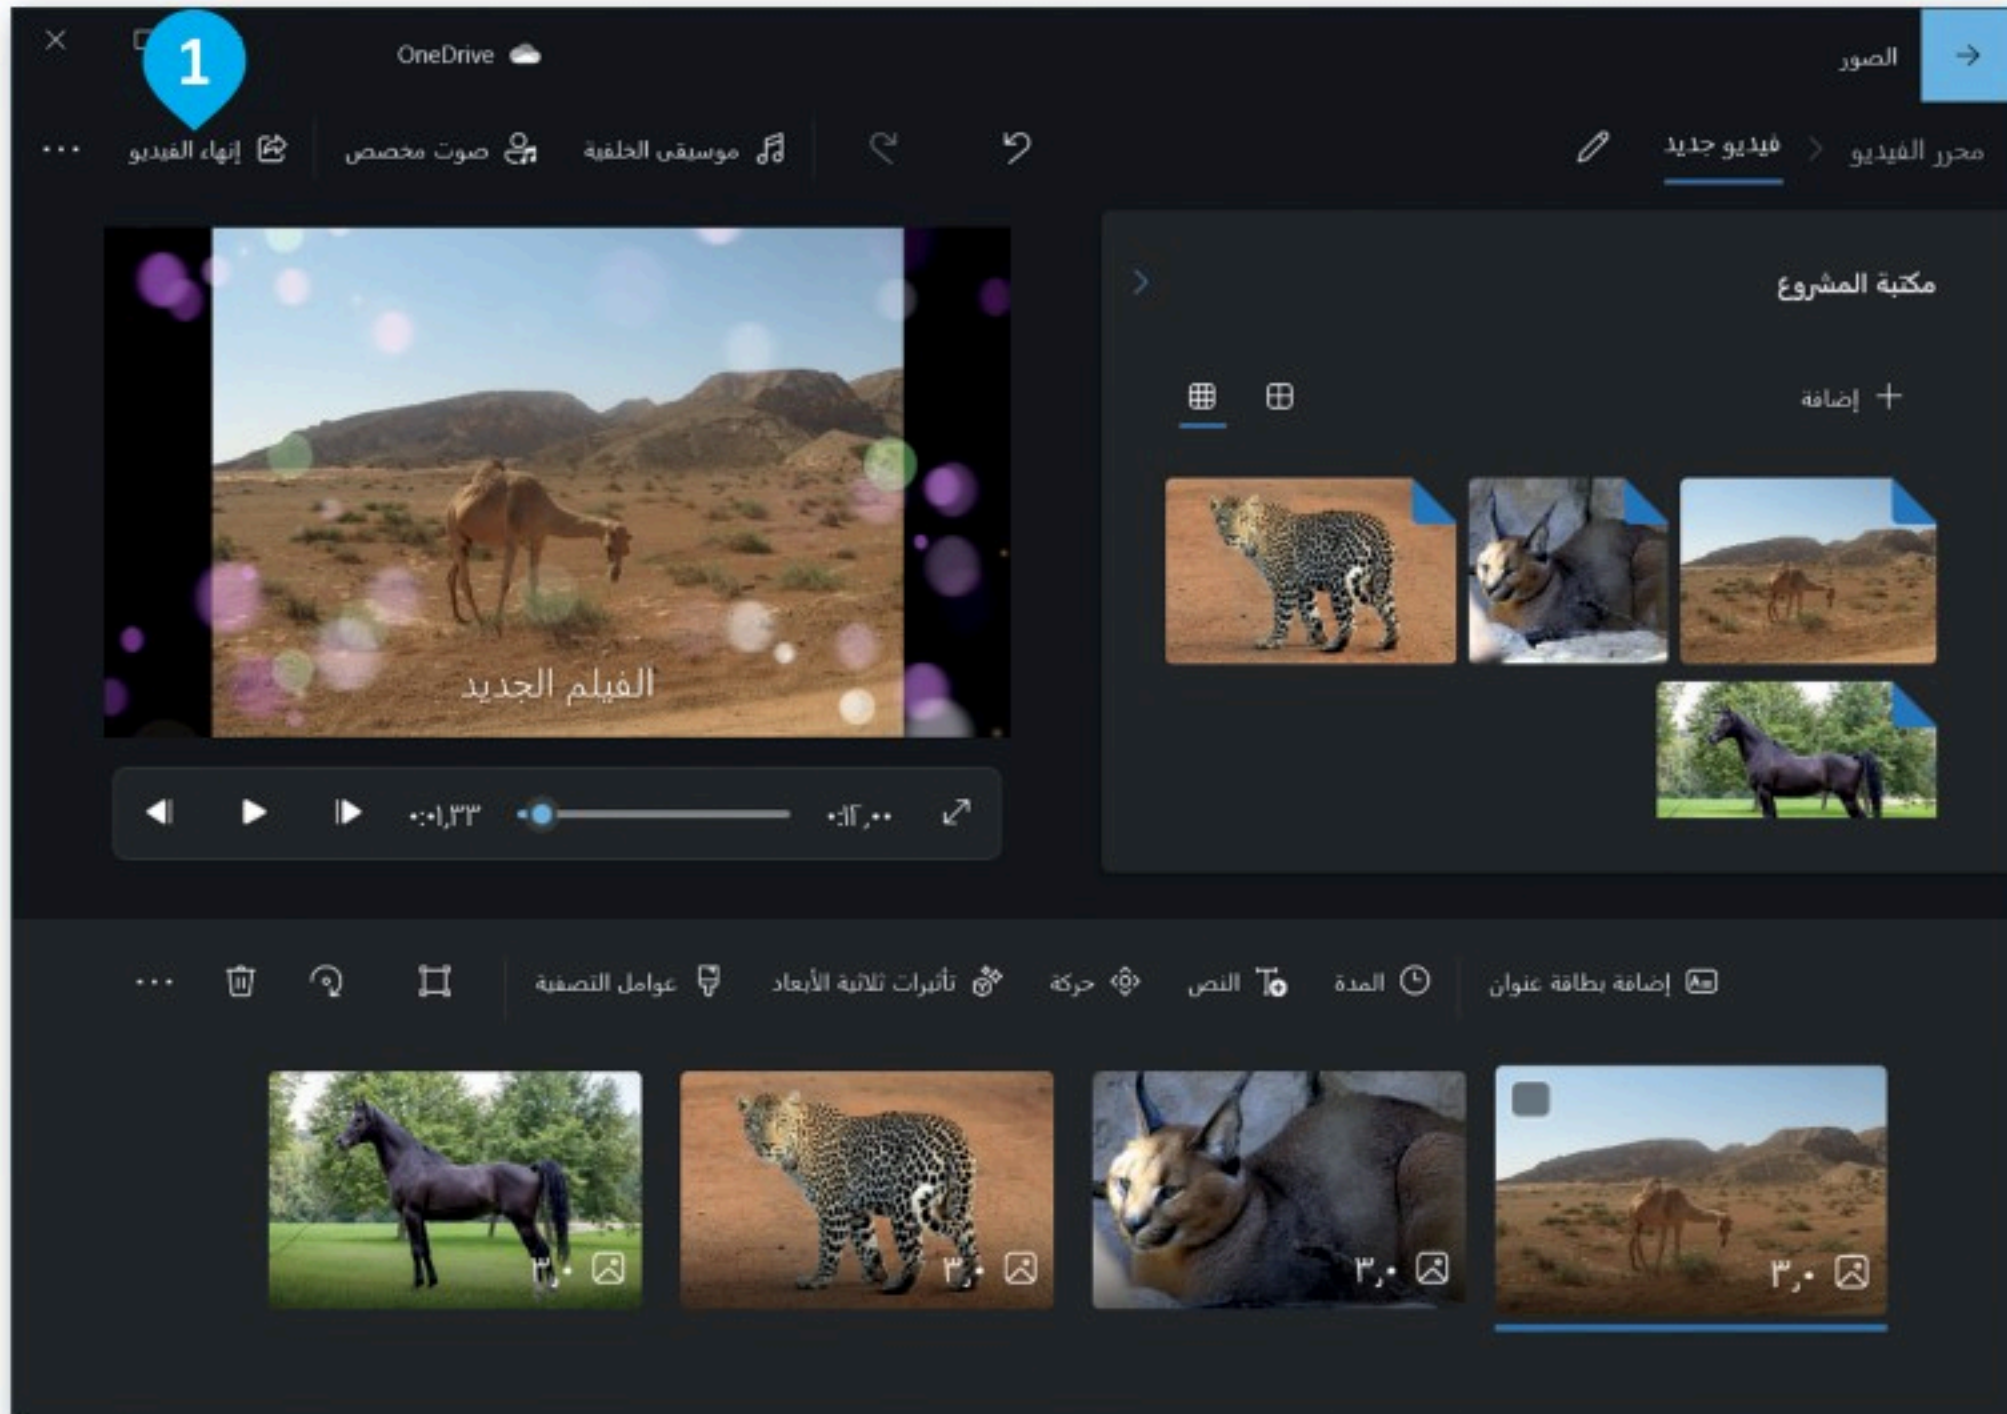 الصور
OneDrive
1
محرر الفيديو > فيديو جديد
موسيقى الخلفية
صوت مخصص
إنهاء الفيديو
...
مكتبة المشروع
+ إضافة
الفيلم الجديد
٠:٠١,٣٣
٠:١٢,٠٠
إضافة بطاقة عنوان
المدة
النص
حركة
تأثيرات ثلاثية الأبعاد
عوامل التصفية
...
٣,٠
٣,٠
٣,٠
٣,٠